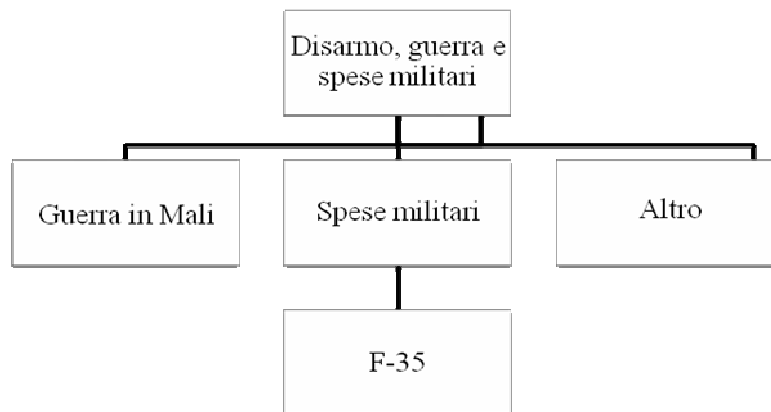 Disarmo, guerra e
spese militari
Guerra in Mali
Spese militari
Altro
F-35